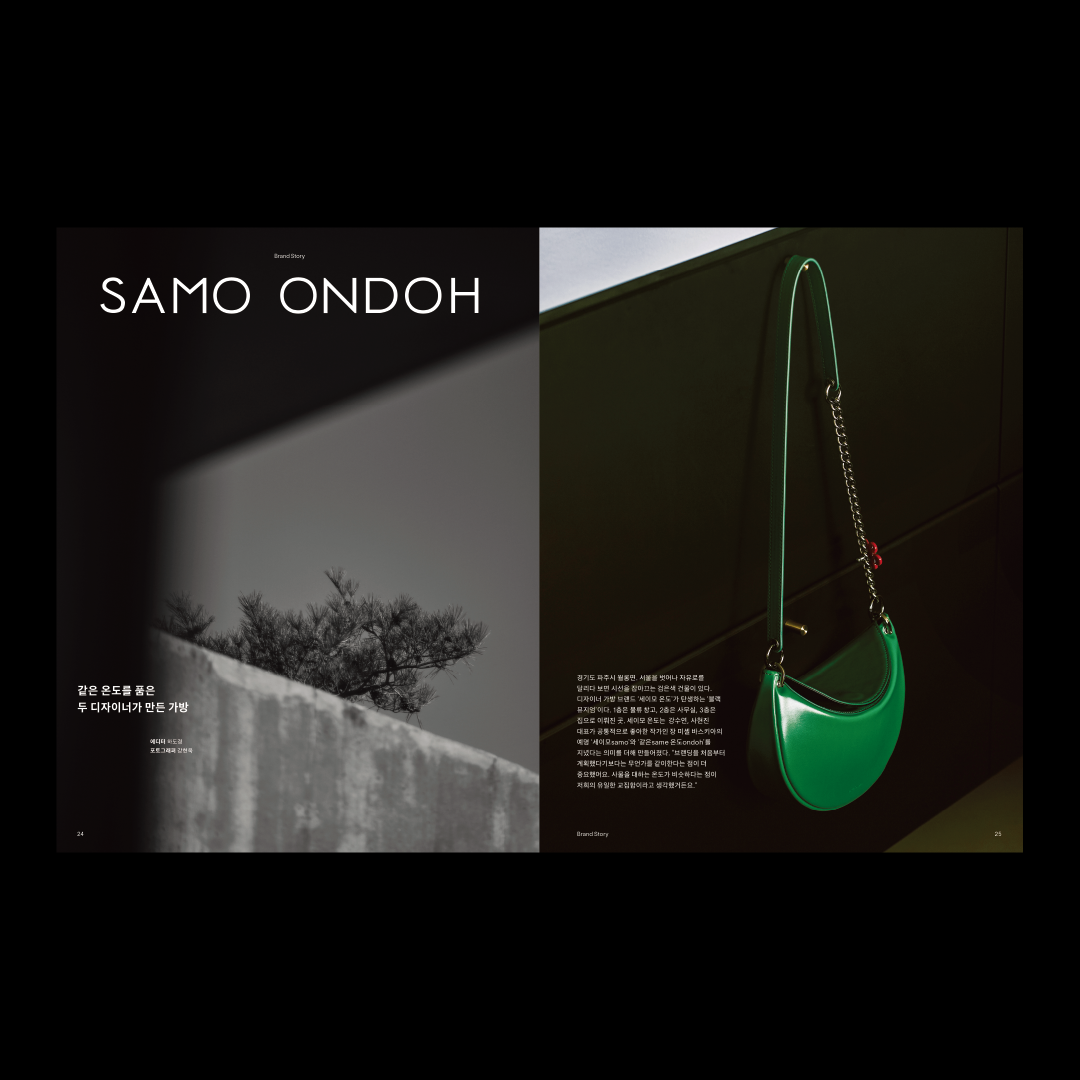 Brand Story
SAMO ONDOH
같은 온도를 품은
두 디자이너가 만든 가방
에디터 하도경
포토그래퍼 강현욱
24
경기도 파주시 월롱면. 서울을 벗어나 자유로를
달리다 보면 시선을 잡아끄는 검은색 건물이 있다.
디자이너 가방 브랜드 ‘세이모 온도’가 탄생하는 ‘블랙
뮤지엄’이다. 1층은 물류 창고, 2층은 사무실, 3층은
집으로 이뤄진 곳. 세이모 온도는 강수연, 사현진
대표가 공통적으로 좋아한 작가인 장 미셸 바스키아의
예명 ‘세이모samo’와 ‘같은same 온도ondoh’를
지녔다는 의미를 더해 만들어졌다. “브랜딩을 처음부터
계획했다기보다는 무언가를 같이한다는 점이 더
중요했어요. 사물을 대하는 온도가 비슷하다는 점이
저희의 유일한 교집합이라고 생각했거든요.”
Brand Story
25